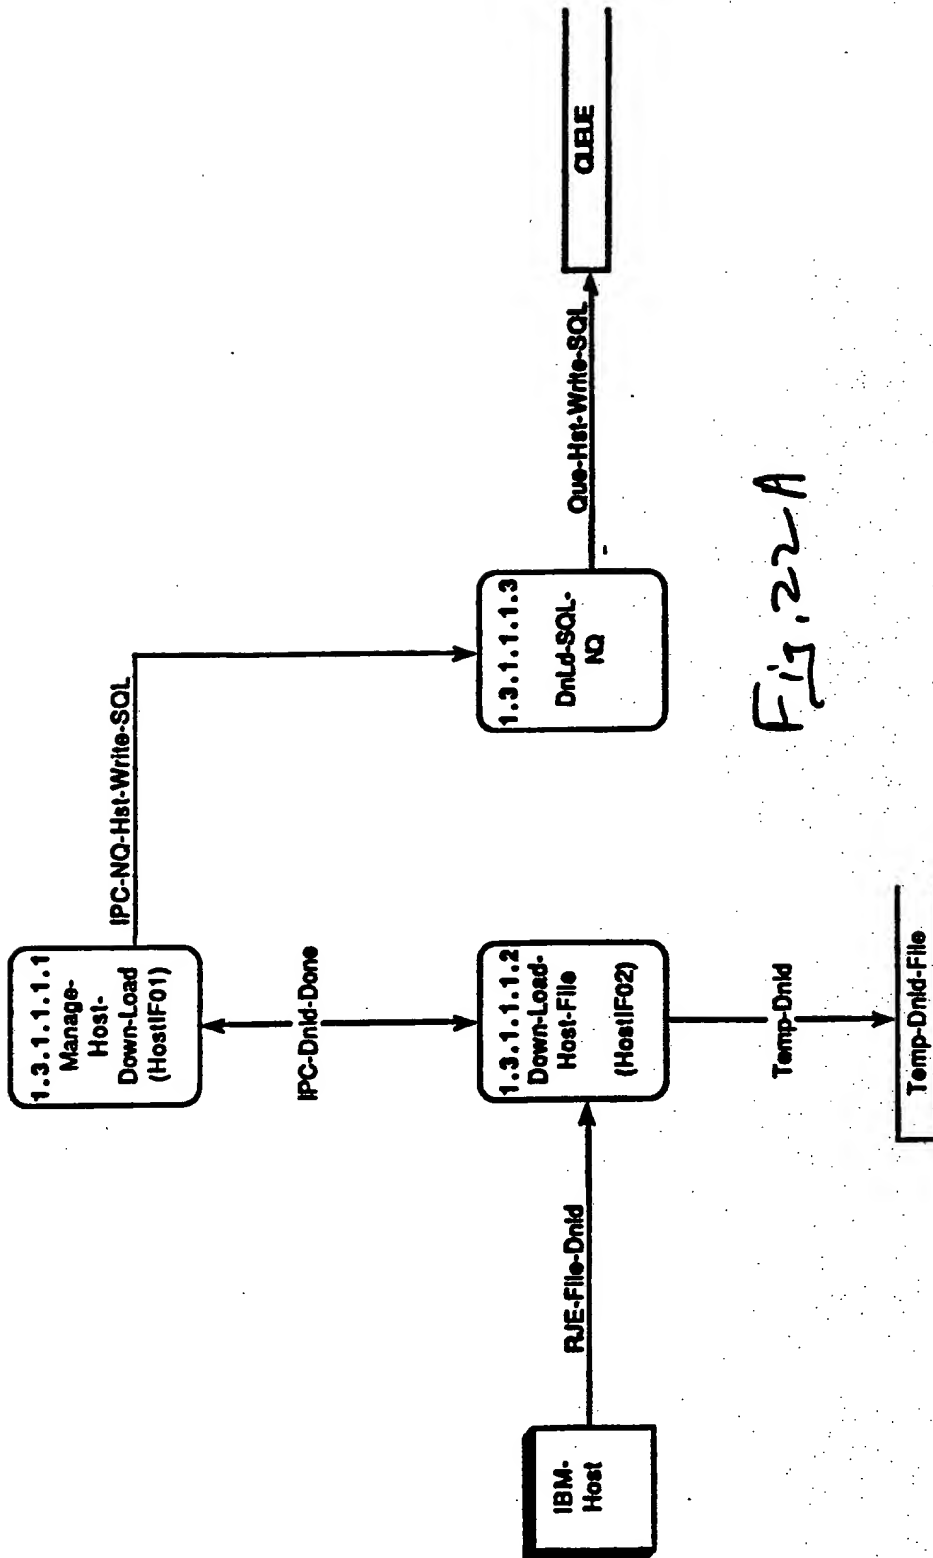 1.3.1.1.1.1
Manage-
Host-
Down-Load
(HostIF01)
IPC-NQ-Hst-Write-SQL
IPC-Dnld-Done
IBM-
Host
RJE-File-Dnld
1.3.1.1.1.2
Down-Load-
Host-File
(HostIF02)
1.3.1.1.1.3
DnLd-SQL-
NQ
Que-Hst-Write-SQL
QUEUE
Temp-Dnld
Temp-Dnld-File
Fig. 22A